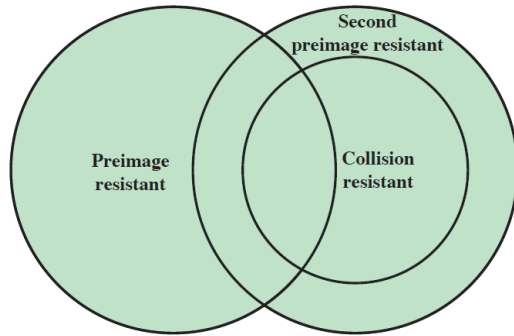 Second
preimage resistant
Preimage
resistant
Collision
resistant